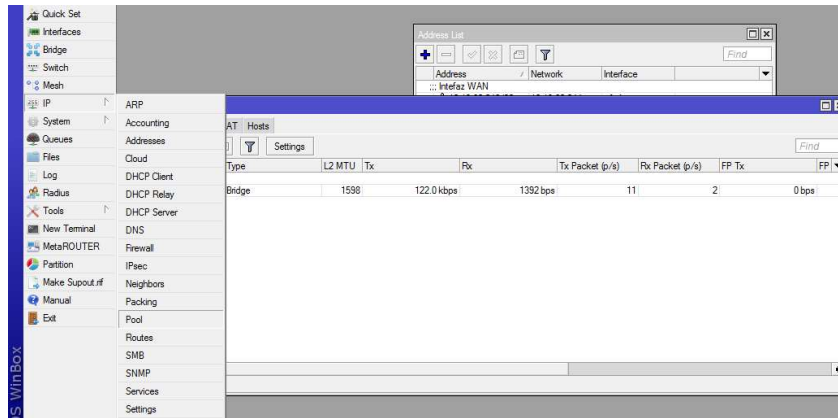 Quick Set
Interfaces
Bridge
Switch
Mesh
IP
System
Queues
Files
Log
Radius
Tools
New Terminal
MetaROUTER
Partition
Make Supout.rif
Manual
Exit
OS WinBox
ARP
Accounting
Addresses
Cloud
DHCP Client
DHCP Relay
DHCP Server
DNS
Firewall
IPsec
Neighbors
Packing
Pool
Routes
SMB
SNMP
Services
Settings
Address List
Find
Address Network Interface
;;; Intefaz WAN
AT Hosts
Settings Find
Type L2 MTU Tx Rx Tx Packet (p/s) Rx Packet (p/s) FP Tx FP
Bridge 1598 122.0 kbps 1392 bps 11 2 0 bps